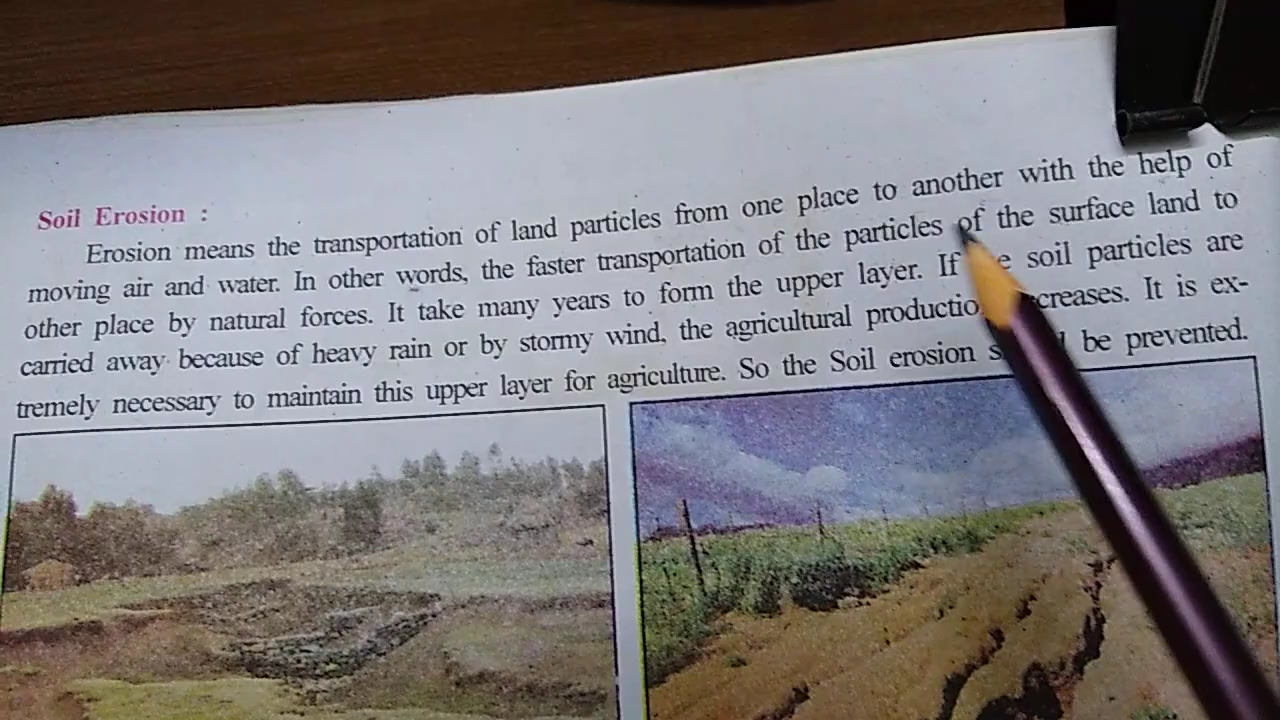 Soil Erosion :
Erosion means the transportation of land particles from one place to another with the help of
moving air and water. In other words, the faster transportation of the particles of the surface land to
other place by natural forces. It take many years to form the upper layer. If soil particles are
carried away because of heavy rain or by stormy wind, the agricultural production It is ex-
tremely necessary to maintain this upper layer for agriculture. So the Soil erosion be prevented.